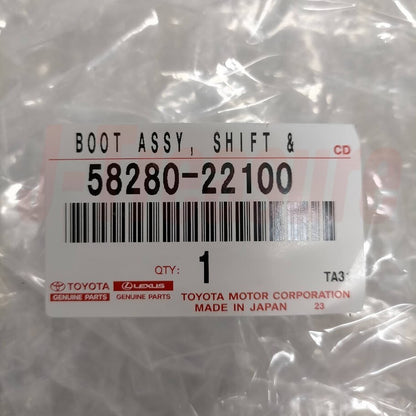 BOOT ASSY, SHIFT &
CD
58280-22100
QTY: 1
TA3
TOYOTA LEXUS
GENUINE PARTS GENUINE PARTS
TOYOTA MOTOR CORPORATION
MADE IN JAPAN 23